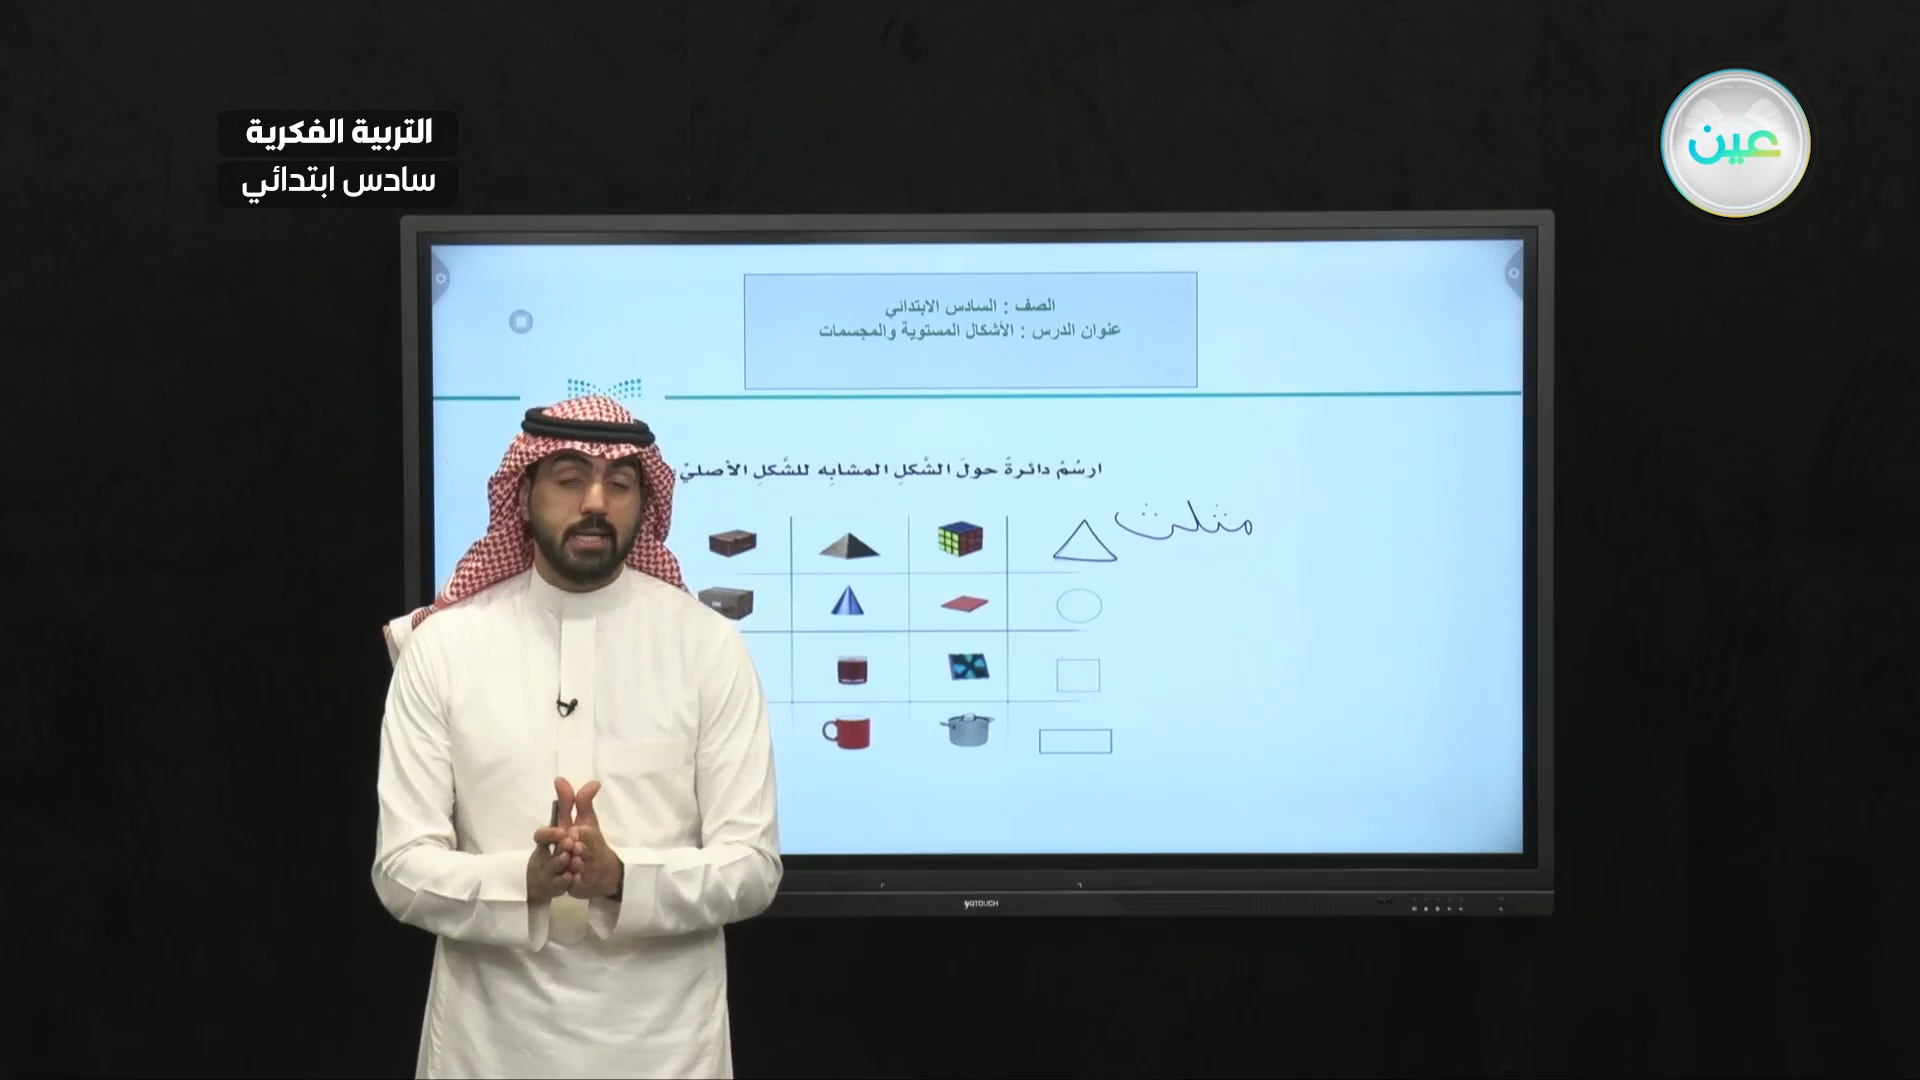 التربية الفكرية
سادس ابتدائي
عين
الصف : السادس الابتدائي
عنوان الدرس : الأشكال المستوية والمجسمات
ارسُمْ دائرةً حولَ الشَّكلِ المشابِه للشَّكلِ الأصليِّ
مثلث
YQTOUCH